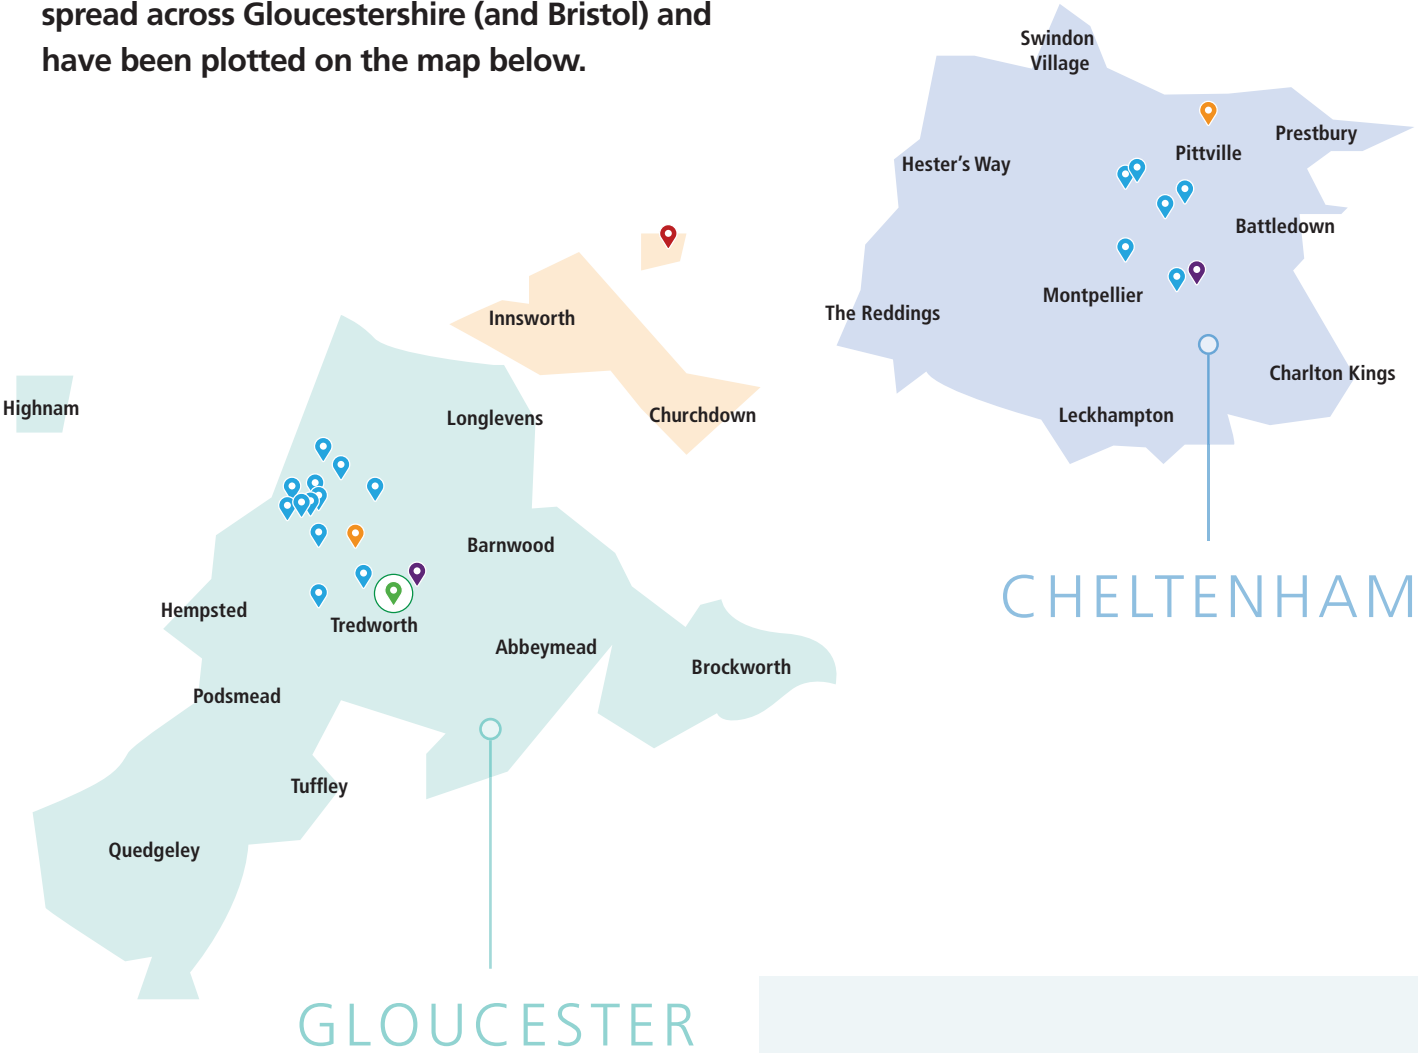 spread across Gloucestershire (and Bristol) and
have been plotted on the map below.
Swindon
Village
Prestbury
Pittville
Hester’s Way
Battledown
Montpellier
The Reddings
Charlton Kings
Leckhampton
CHELTENHAM
Innsworth
Churchdown
Highnam
Longlevens
Barnwood
Hempsted
Tredworth
Abbeymead
Brockworth
Podsmead
Tuffley
Quedgeley
GLOUCESTER